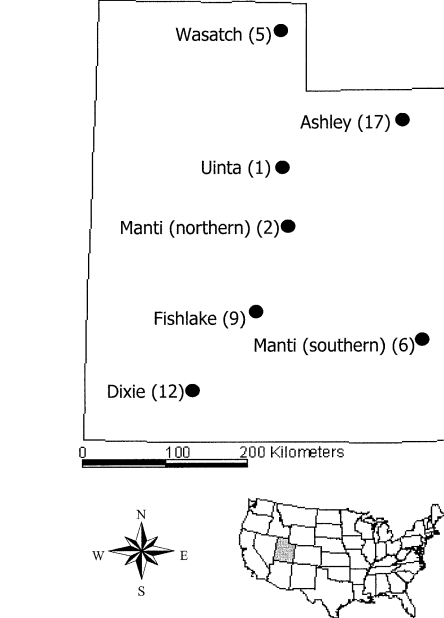 Wasatch (5)
Ashley (17)
Uinta (1)
Manti (northern) (2)
Fishlake (9)
Manti (southern) (6)
Dixie (12)
0 100 200 Kilometers
N
W E
S